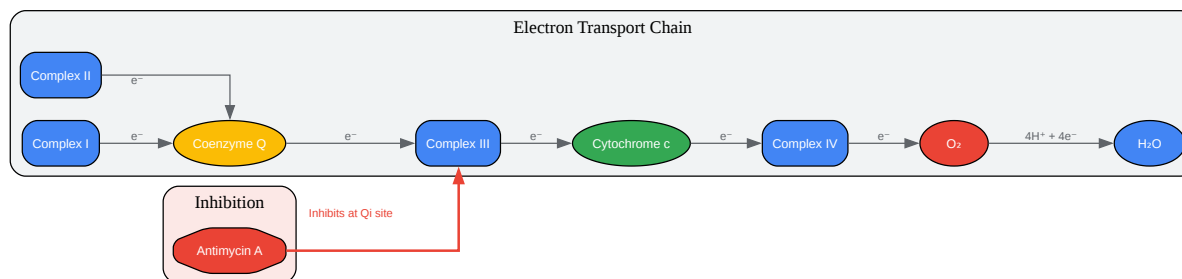 Electron Transport Chain
Complex II
e⁻
Complex I
e⁻
Coenzyme Q
e⁻
Complex III
e⁻
Cytochrome c
e⁻
Complex IV
e⁻
O₂
4H⁺ + 4e⁻
H₂O
Inhibition
Inhibits at Qi site
Antimycin A